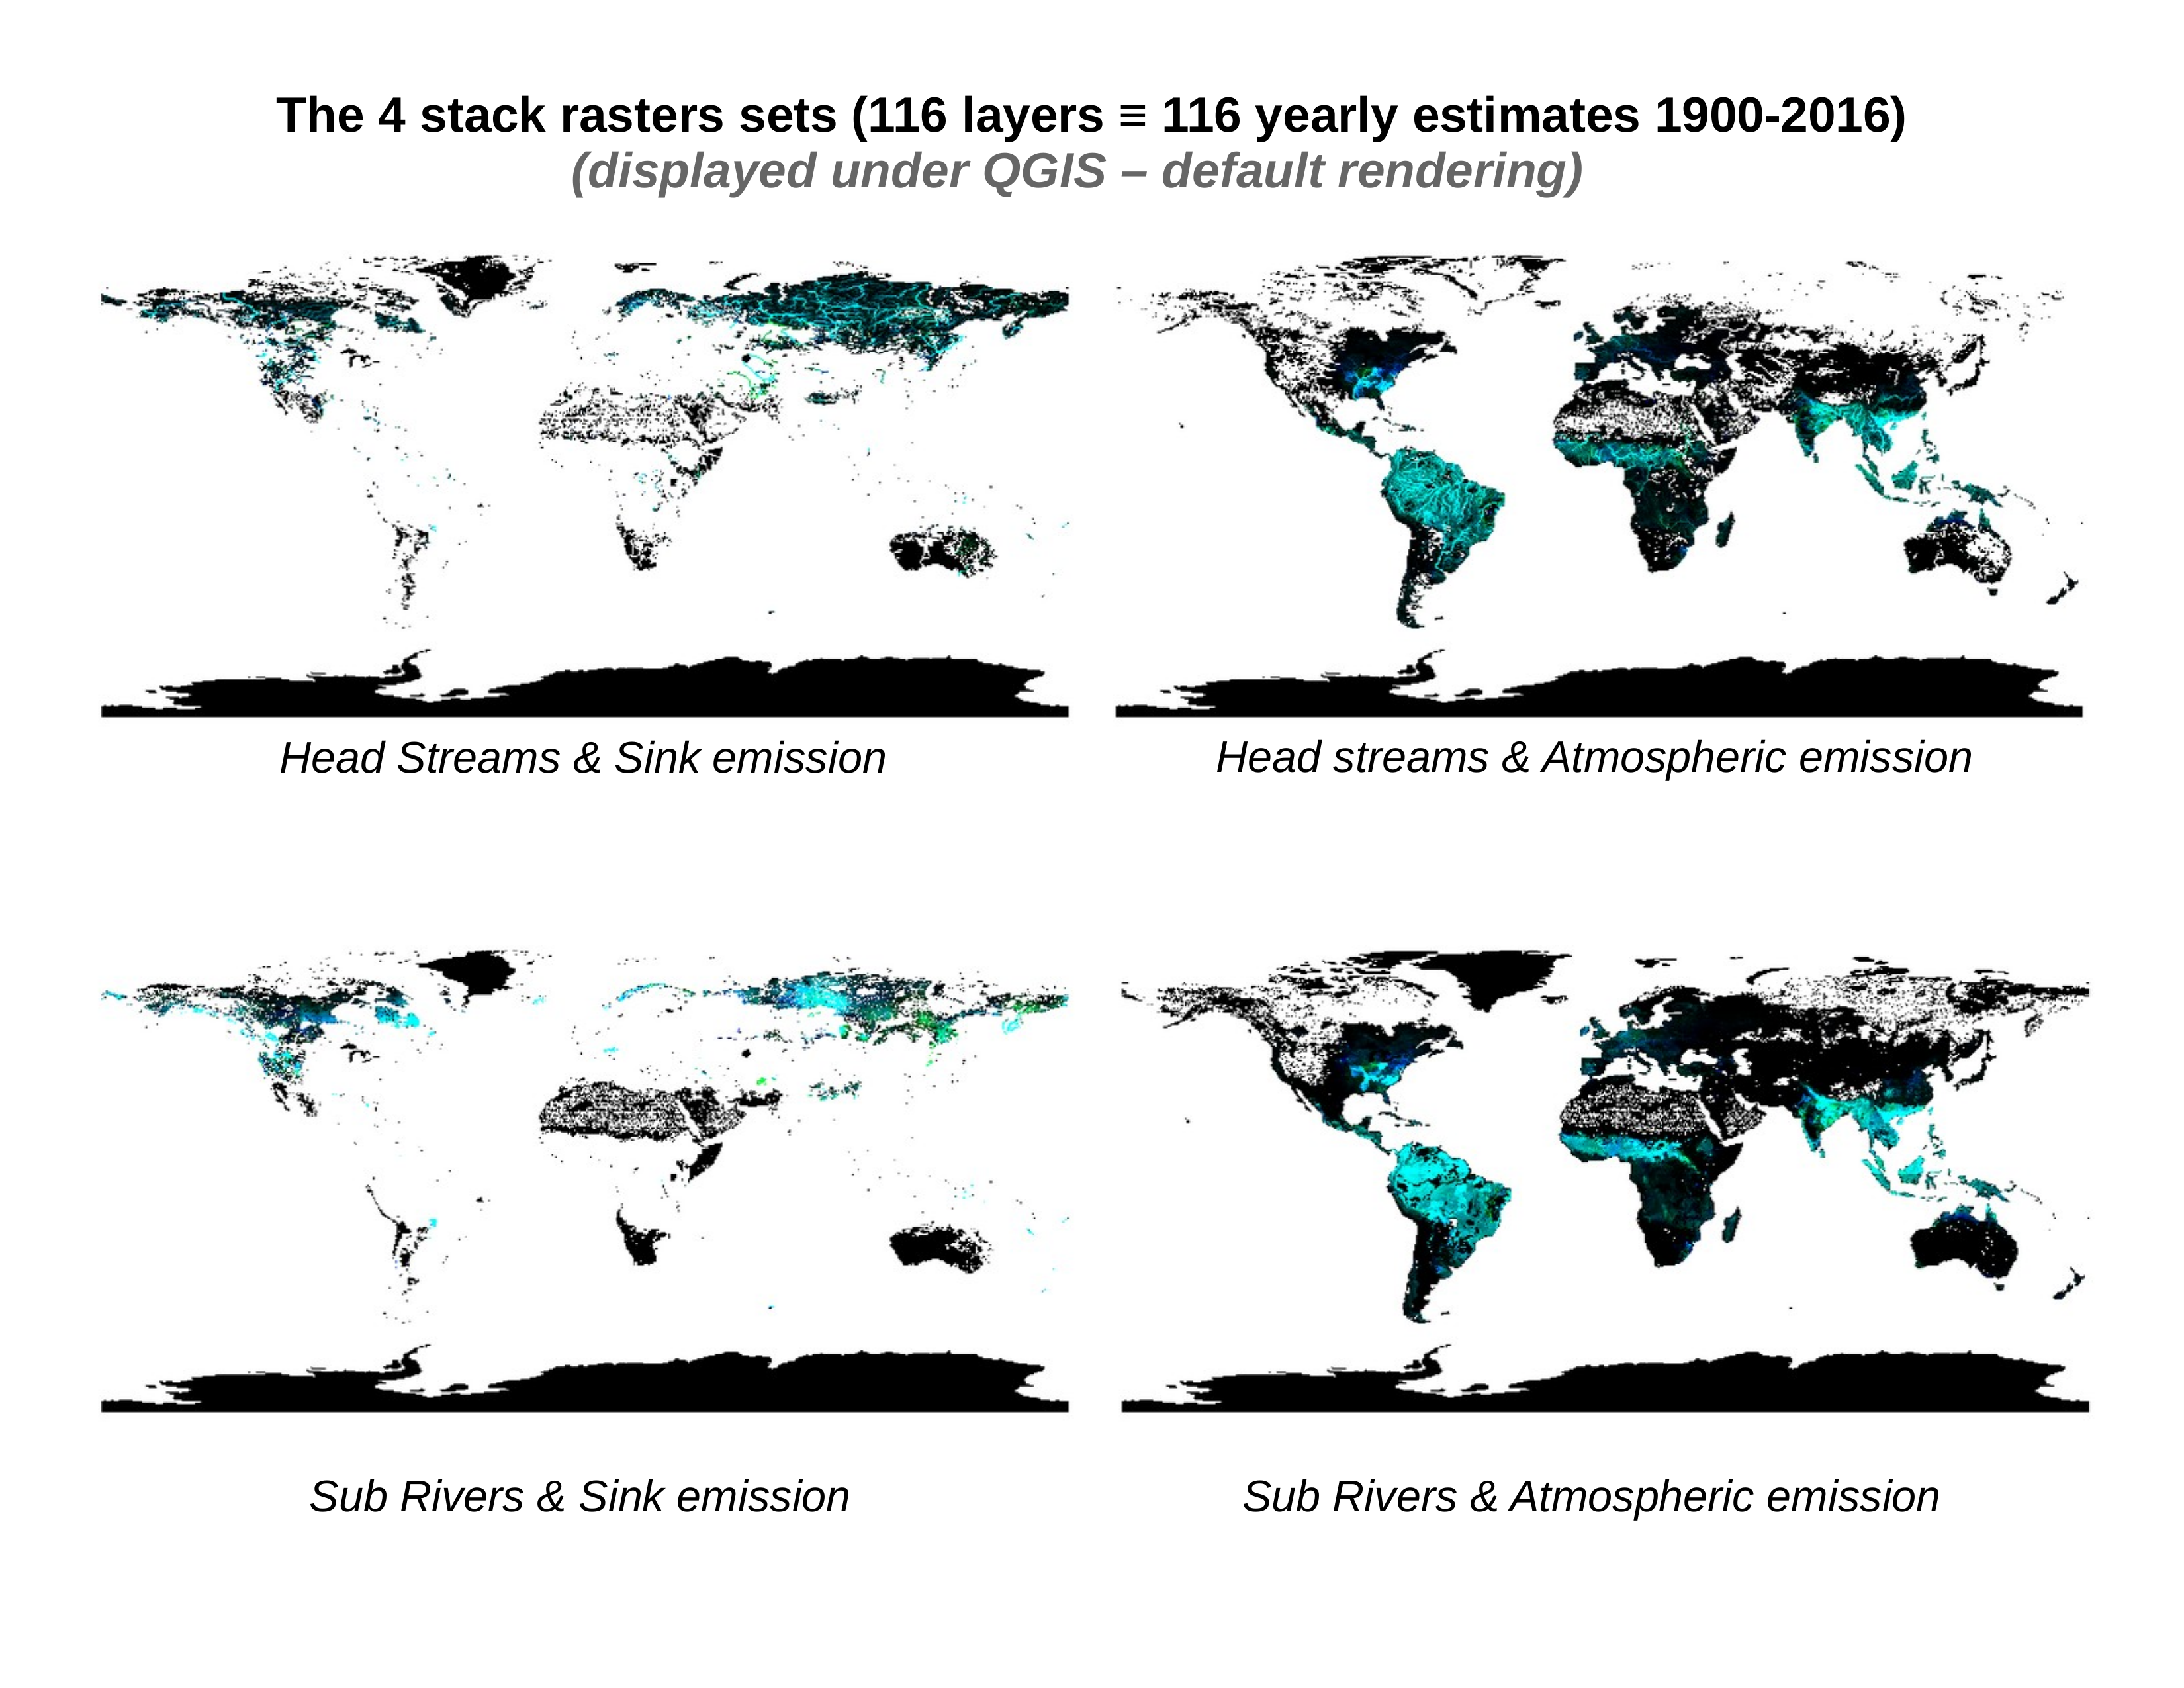 The 4 stack rasters sets (116 layers ≡ 116 yearly estimates 1900-2016)
(displayed under QGIS – default rendering)
Head Streams & Sink emission
Head streams & Atmospheric emission
Sub Rivers & Sink emission
Sub Rivers & Atmospheric emission